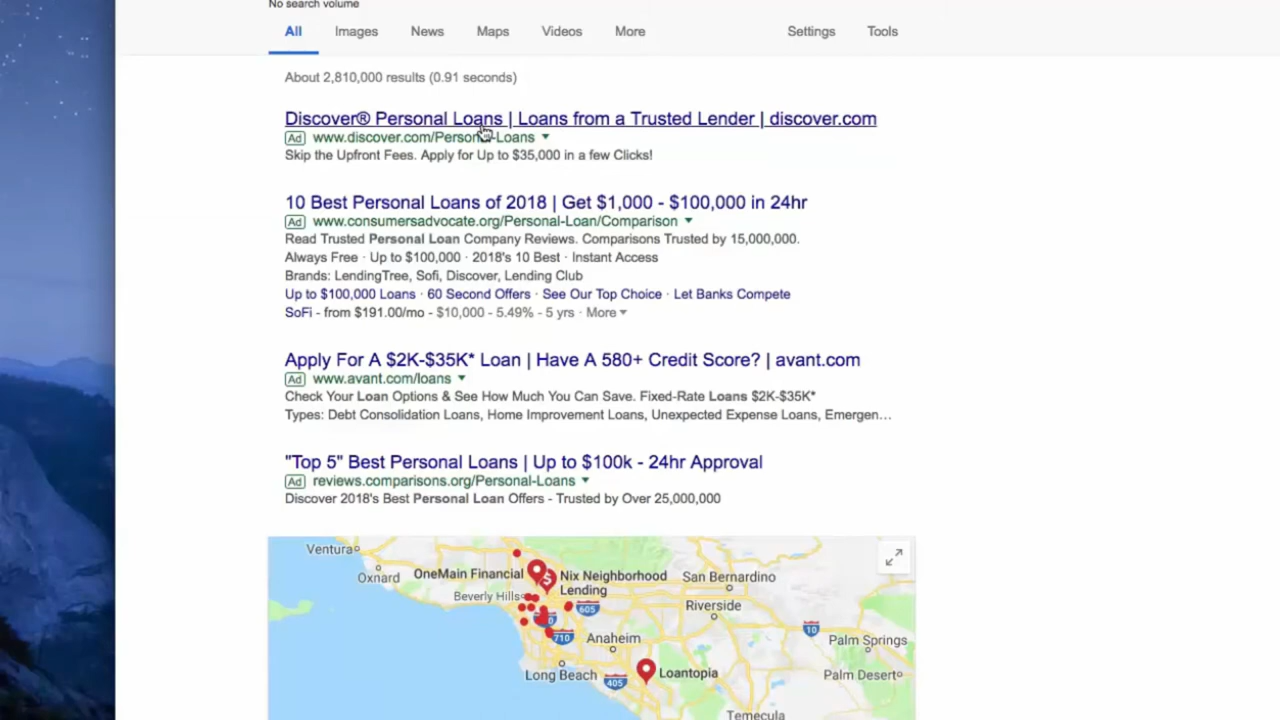 No search volume
All Images News Maps Videos More Settings Tools
About 2,810,000 results (0.91 seconds)
Discover® Personal Loans | Loans from a Trusted Lender | discover.com
Ad www.discover.com/Personal-Loans
Skip the Upfront Fees. Apply for Up to $35,000 in a few Clicks!
10 Best Personal Loans of 2018 | Get $1,000 - $100,000 in 24hr
Ad www.consumersadvocate.org/Personal-Loan/Comparison
Read Trusted Personal Loan Company Reviews. Comparisons Trusted by 15,000,000.
Always Free · Up to $100,000 · 2018's 10 Best · Instant Access
Brands: LendingTree, Sofi, Discover, Lending Club
Up to $100,000 Loans · 60 Second Offers · See Our Top Choice · Let Banks Compete
SoFi - from $191.00/mo - $10,000 - 5.49% - 5 yrs · More
Apply For A $2K-$35K* Loan | Have A 580+ Credit Score? | avant.com
Ad www.avant.com/loans
Check Your Loan Options & See How Much You Can Save. Fixed-Rate Loans $2K-$35K*
Types: Debt Consolidation Loans, Home Improvement Loans, Unexpected Expense Loans, Emergen…
"Top 5" Best Personal Loans | Up to $100k - 24hr Approval
Ad reviews.comparisons.org/Personal-Loans
Discover 2018's Best Personal Loan Offers - Trusted by Over 25,000,000
Ventura
Oxnard
OneMain Financial
Nix Neighborhood
Lending
San Bernardino
Beverly Hills
605
Riverside
10
710
Anaheim
Palm Springs
Long Beach
405
Loantopia
Palm Desert
Temecula